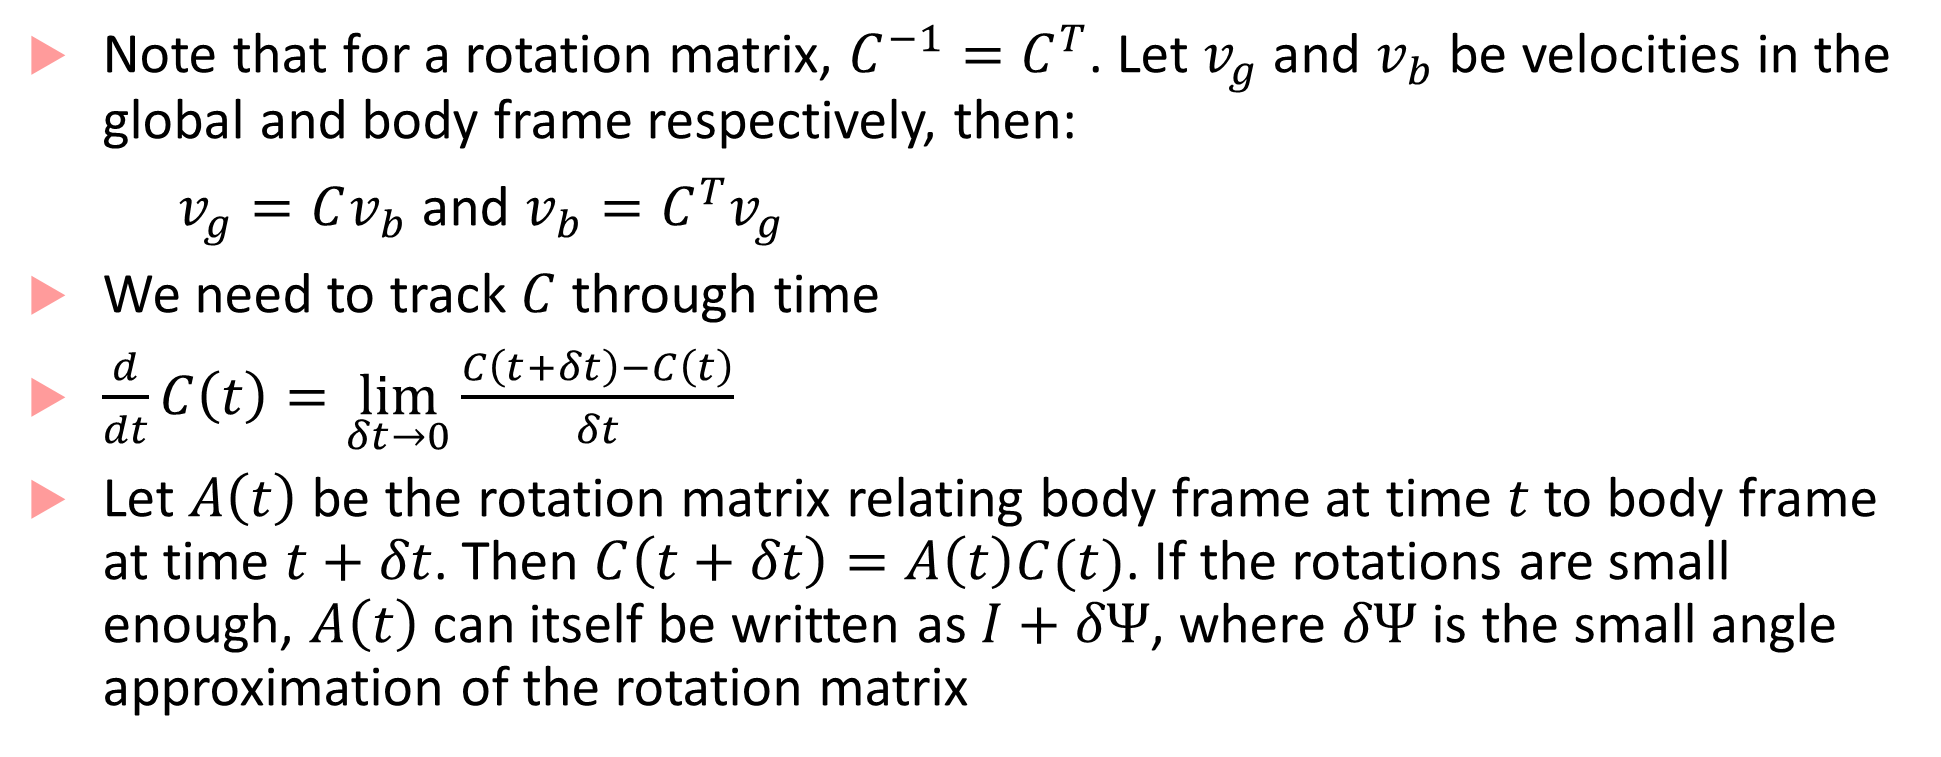 Note that for a rotation matrix, C⁻¹ = Cᵀ. Let v_g and v_b be velocities in the
global and body frame respectively, then:
v_g = Cv_b and v_b = Cᵀv_g
We need to track C through time
d/dt C(t) = lim_{δt→0} (C(t+δt)−C(t))/δt
Let A(t) be the rotation matrix relating body frame at time t to body frame
at time t + δt. Then C(t + δt) = A(t)C(t). If the rotations are small
enough, A(t) can itself be written as I + δΨ, where δΨ is the small angle
approximation of the rotation matrix